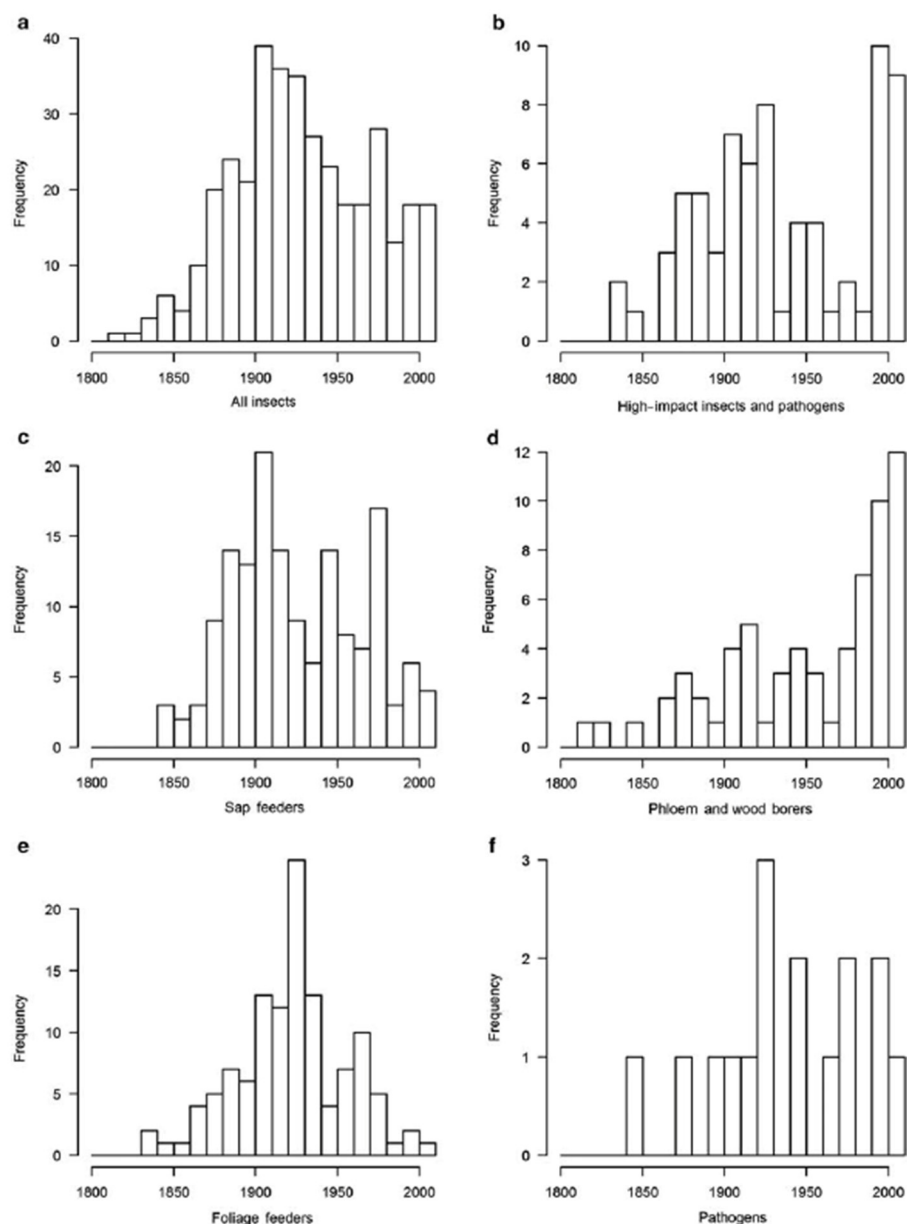 a
40
30
20
10
0
Frequency
1800 1850 1900 1950 2000
All insects
b
10
8
6
4
2
0
Frequency
1800 1850 1900 1950 2000
High-impact insects and pathogens
c
20
15
10
5
0
Frequency
1800 1850 1900 1950 2000
Sap feeders
d
12
10
8
6
4
2
0
Frequency
1800 1850 1900 1950 2000
Phloem and wood borers
e
20
15
10
5
0
Frequency
1800 1850 1900 1950 2000
Foliage feeders
f
3
2
1
0
Frequency
1800 1850 1900 1950 2000
Pathogens